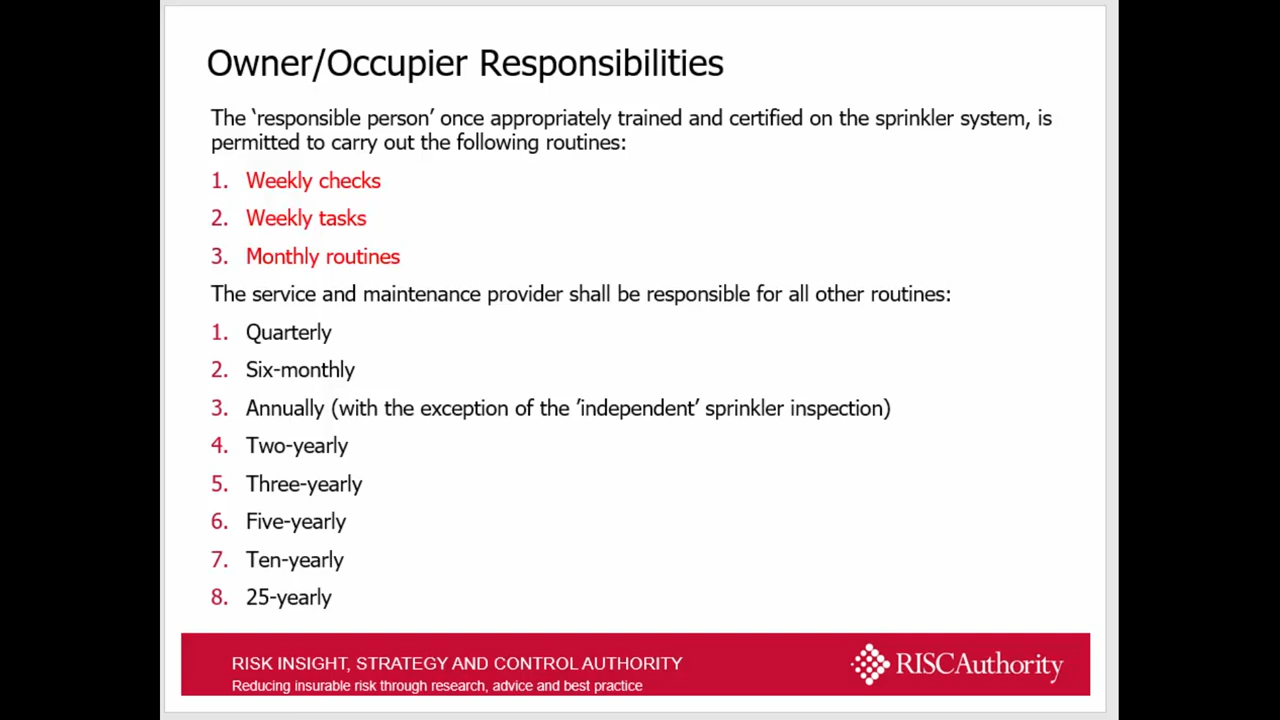 Owner/Occupier Responsibilities
The ‘responsible person’ once appropriately trained and certified on the sprinkler system, is
permitted to carry out the following routines:
1. Weekly checks
2. Weekly tasks
3. Monthly routines
The service and maintenance provider shall be responsible for all other routines:
1. Quarterly
2. Six-monthly
3. Annually (with the exception of the ’independent’ sprinkler inspection)
4. Two-yearly
5. Three-yearly
6. Five-yearly
7. Ten-yearly
8. 25-yearly
RISK INSIGHT, STRATEGY AND CONTROL AUTHORITY
Reducing insurable risk through research, advice and best practice
RISCAuthority